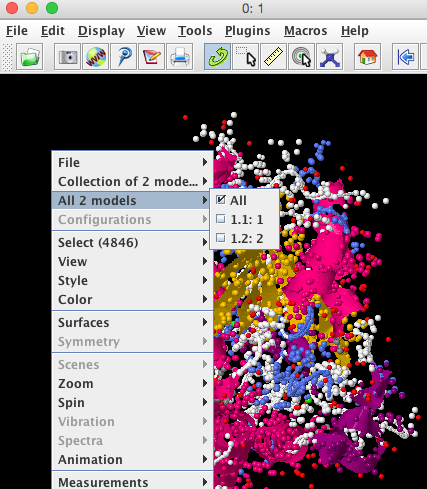 0: 1
File Edit Display View Tools Plugins Macros Help
WWW
File
Collection of 2 mode...
All 2 models
All
Configurations
1.1: 1
1.2: 2
Select (4846)
View
Style
Color
Surfaces
Symmetry
Scenes
Zoom
Spin
Vibration
Spectra
Animation
Measurements